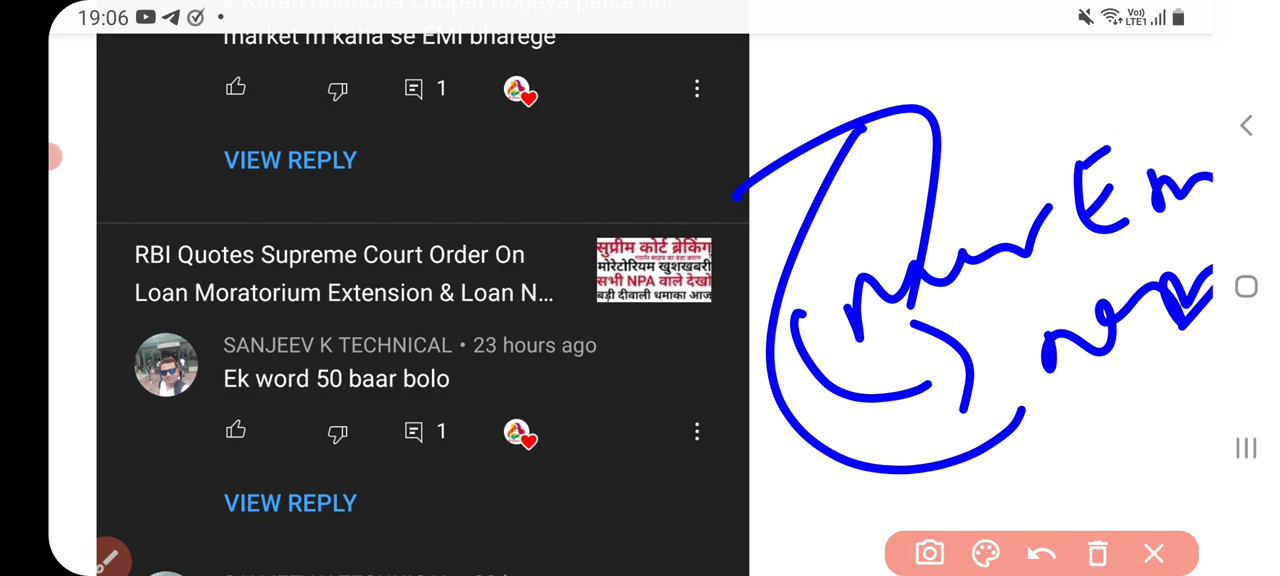 19:06
Vo)) LTE1
market m kaha se EMI bharege
1
VIEW REPLY
RBI Quotes Supreme Court Order On
Loan Moratorium Extension & Loan N...
सुप्रीम कोर्ट ब्रेकिंग
मोरेटोरियम खुशखबरी
सभी NPA वाले देखो
बड़ी दीवाली धमाका आज
SANJEEV K TECHNICAL • 23 hours ago
Ek word 50 baar bolo
1
VIEW REPLY